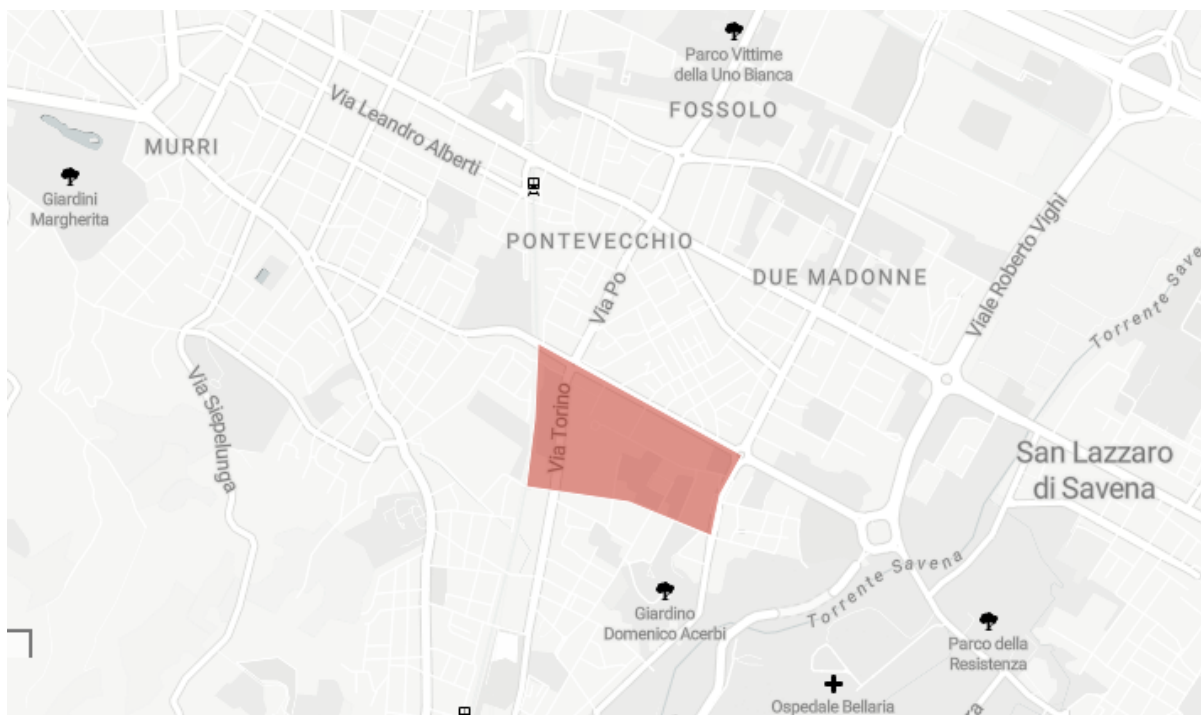 Parco Vittime
della Uno Bianca
FOSSOLO
Via Leandro Alberti
MURRI
Giardini
Margherita
PONTEVECCHIO
DUE MADONNE
Viale Roberto Vighi
Torrente Save
Via Po
Via Siepelunga
Via Torino
San Lazzaro
di Savena
Torrente Savena
Giardino
Domenico Acerbi
Parco della
Resistenza
Ospedale Bellaria